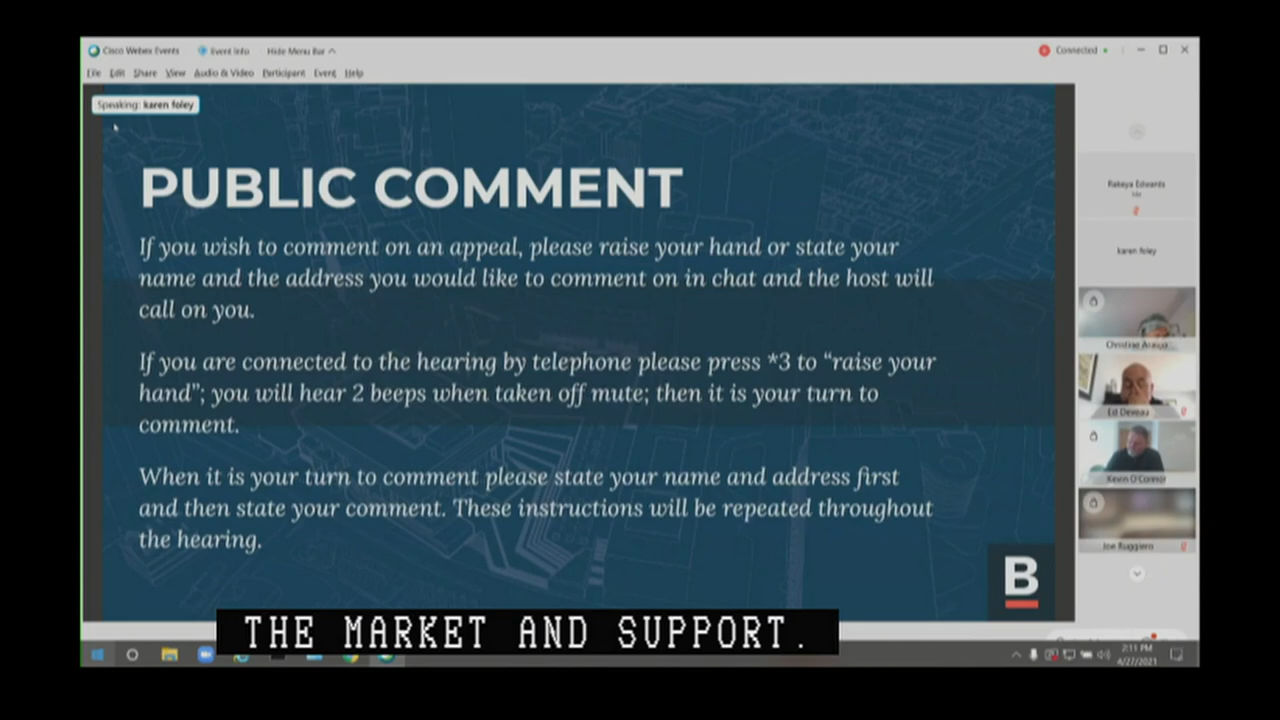 Cisco Webex Events Event Info Hide Menu Bar
Connected
File Edit Share View Audio & Video Participant Event Help
Speaking: karen foley
PUBLIC COMMENT
If you wish to comment on an appeal, please raise your hand or state your
name and the address you would like to comment on in chat and the host will
call on you.
If you are connected to the hearing by telephone please press *3 to “raise your
hand”; you will hear 2 beeps when taken off mute; then it is your turn to
comment.
When it is your turn to comment please state your name and address first
and then state your comment. These instructions will be repeated throughout
the hearing.
B
Rakeya Edwards
Me
karen foley
Christine Araujo
Ed Deveau
Kevin O'Connor
Joe Ruggiero
THE MARKET AND SUPPORT.
2:11 PM
4/27/2021